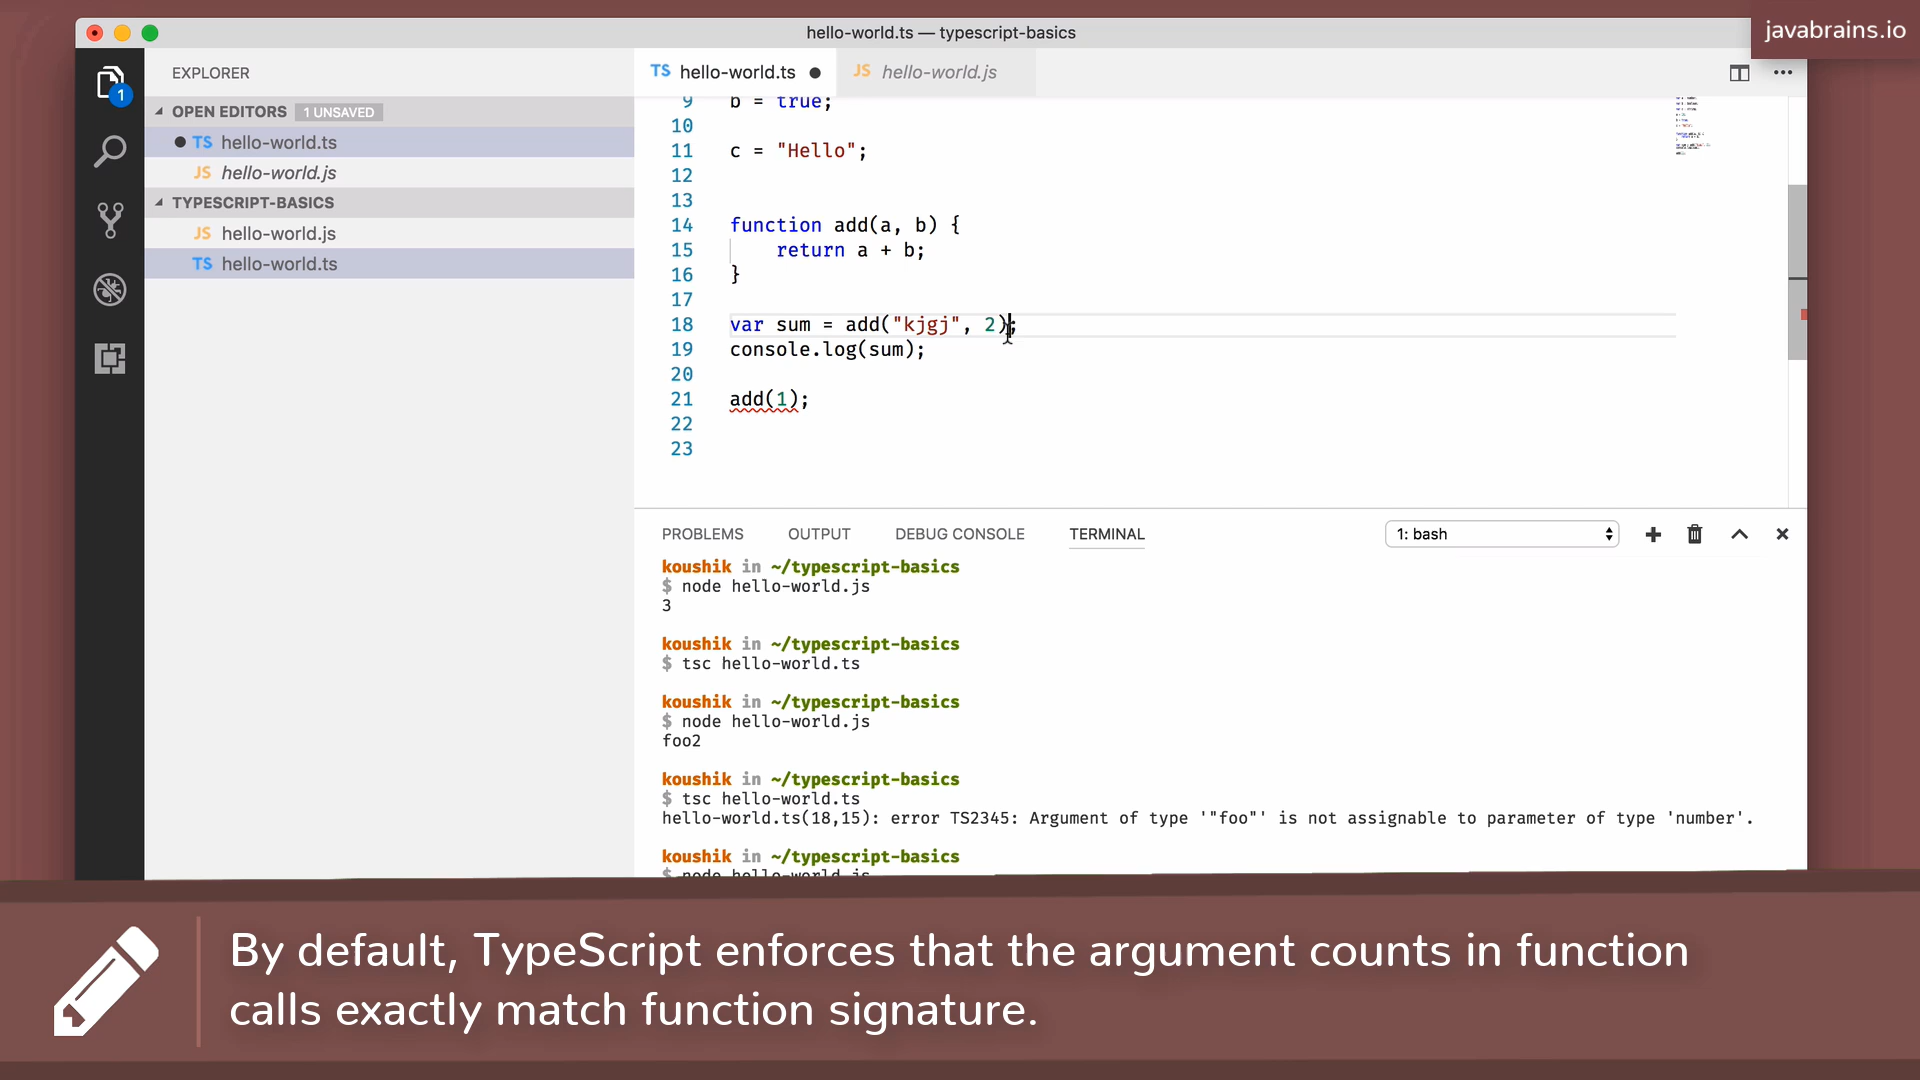 hello-world.ts — typescript-basics
javabrains.io
EXPLORER
TS hello-world.ts ●
JS hello-world.js
1
OPEN EDITORS 1 UNSAVED
● TS hello-world.ts
JS hello-world.js
TYPESCRIPT-BASICS
JS hello-world.js
TS hello-world.ts
9 b = true;
10
11 c = "Hello";
12
13
14 function add(a, b) {
15 return a + b;
16 }
17
18 var sum = add("kjgj", 2);
19 console.log(sum);
20
21 add(1);
22
23
PROBLEMS OUTPUT DEBUG CONSOLE TERMINAL 1: bash
koushik in ~/typescript-basics
$ node hello-world.js
3
koushik in ~/typescript-basics
$ tsc hello-world.ts
koushik in ~/typescript-basics
$ node hello-world.js
foo2
koushik in ~/typescript-basics
$ tsc hello-world.ts
hello-world.ts(18,15): error TS2345: Argument of type '"foo"' is not assignable to parameter of type 'number'.
koushik in ~/typescript-basics
$ node hello-world.js
By default, TypeScript enforces that the argument counts in function
calls exactly match function signature.